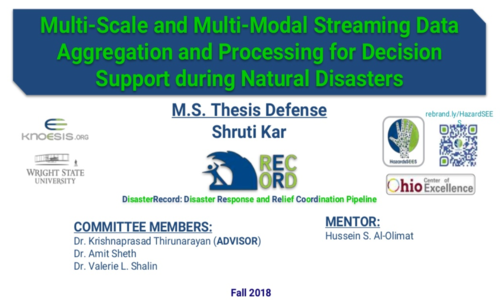 Multi-Scale and Multi-Modal Streaming Data
Aggregation and Processing for Decision
Support during Natural Disasters
M.S. Thesis Defense
Shruti Kar
KNOESIS.ORG
WRIGHT STATE
UNIVERSITY
REC
ORD
rebrand.ly/HazardSEE
S
HazardSEES
Ohio Center of
Excellence
DisasterRecord: Disaster Response and Relief Coordination Pipeline
COMMITTEE MEMBERS:
Dr. Krishnaprasad Thirunarayan (ADVISOR)
Dr. Amit Sheth
Dr. Valerie L. Shalin
MENTOR:
Hussein S. Al-Olimat
Fall 2018